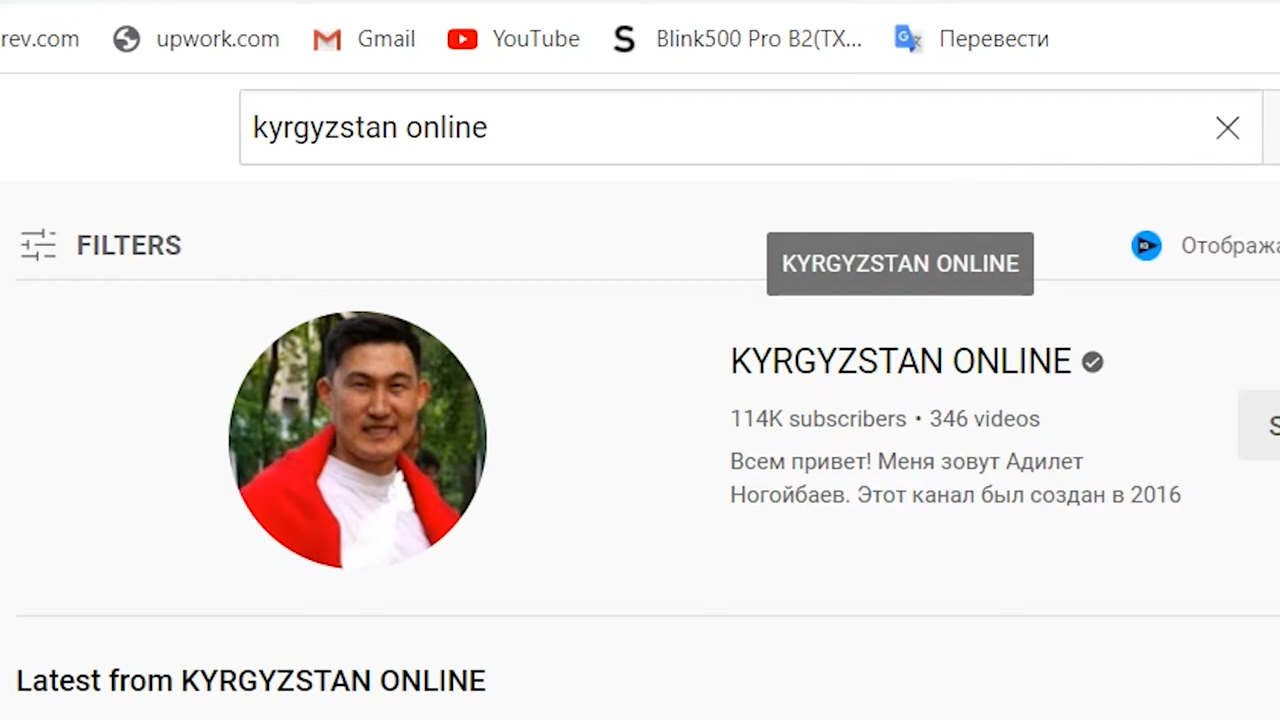 rev.com upwork.com Gmail YouTube Blink500 Pro B2(TX... Перевести
kyrgyzstan online
FILTERS
KYRGYZSTAN ONLINE
KYRGYZSTAN ONLINE
114K subscribers • 346 videos
Всем привет! Меня зовут Адилет
Ногойбаев. Этот канал был создан в 2016
Latest from KYRGYZSTAN ONLINE